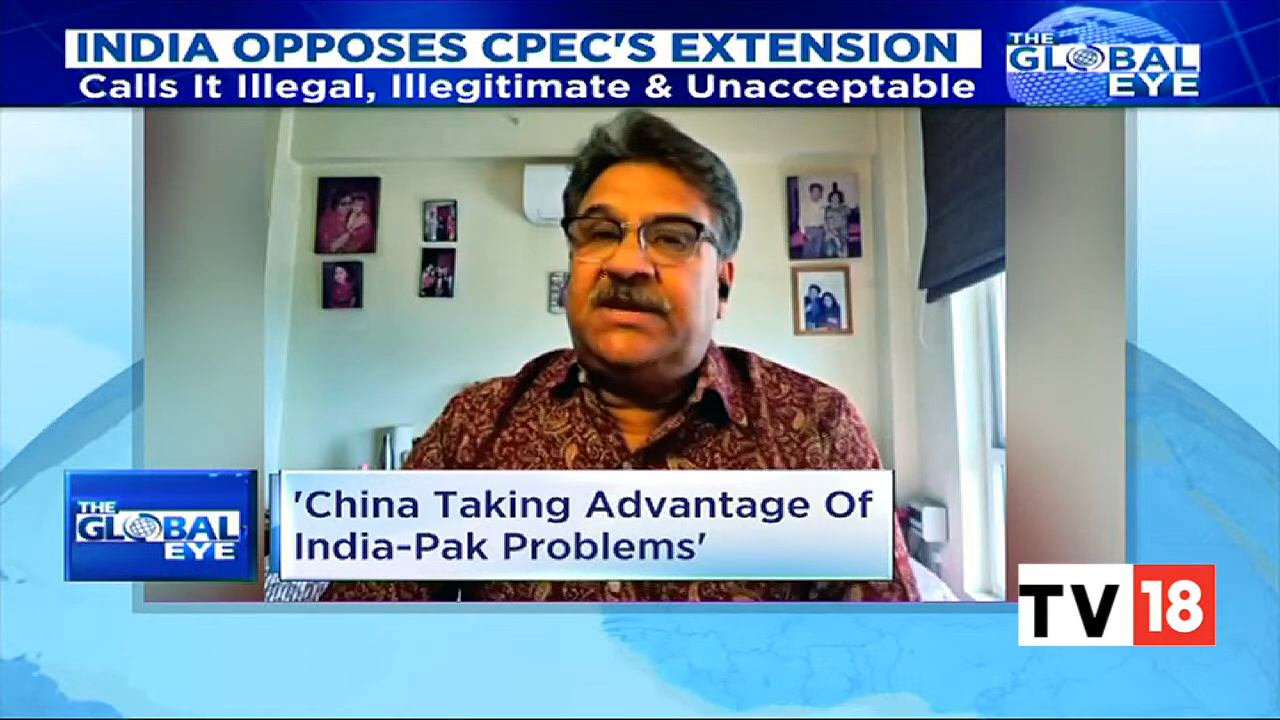 INDIA OPPOSES CPEC'S EXTENSION
Calls It Illegal, Illegitimate & Unacceptable
THE
GLOBAL
EYE
THE
GLOBAL
EYE
'China Taking Advantage Of
India-Pak Problems'
TV18